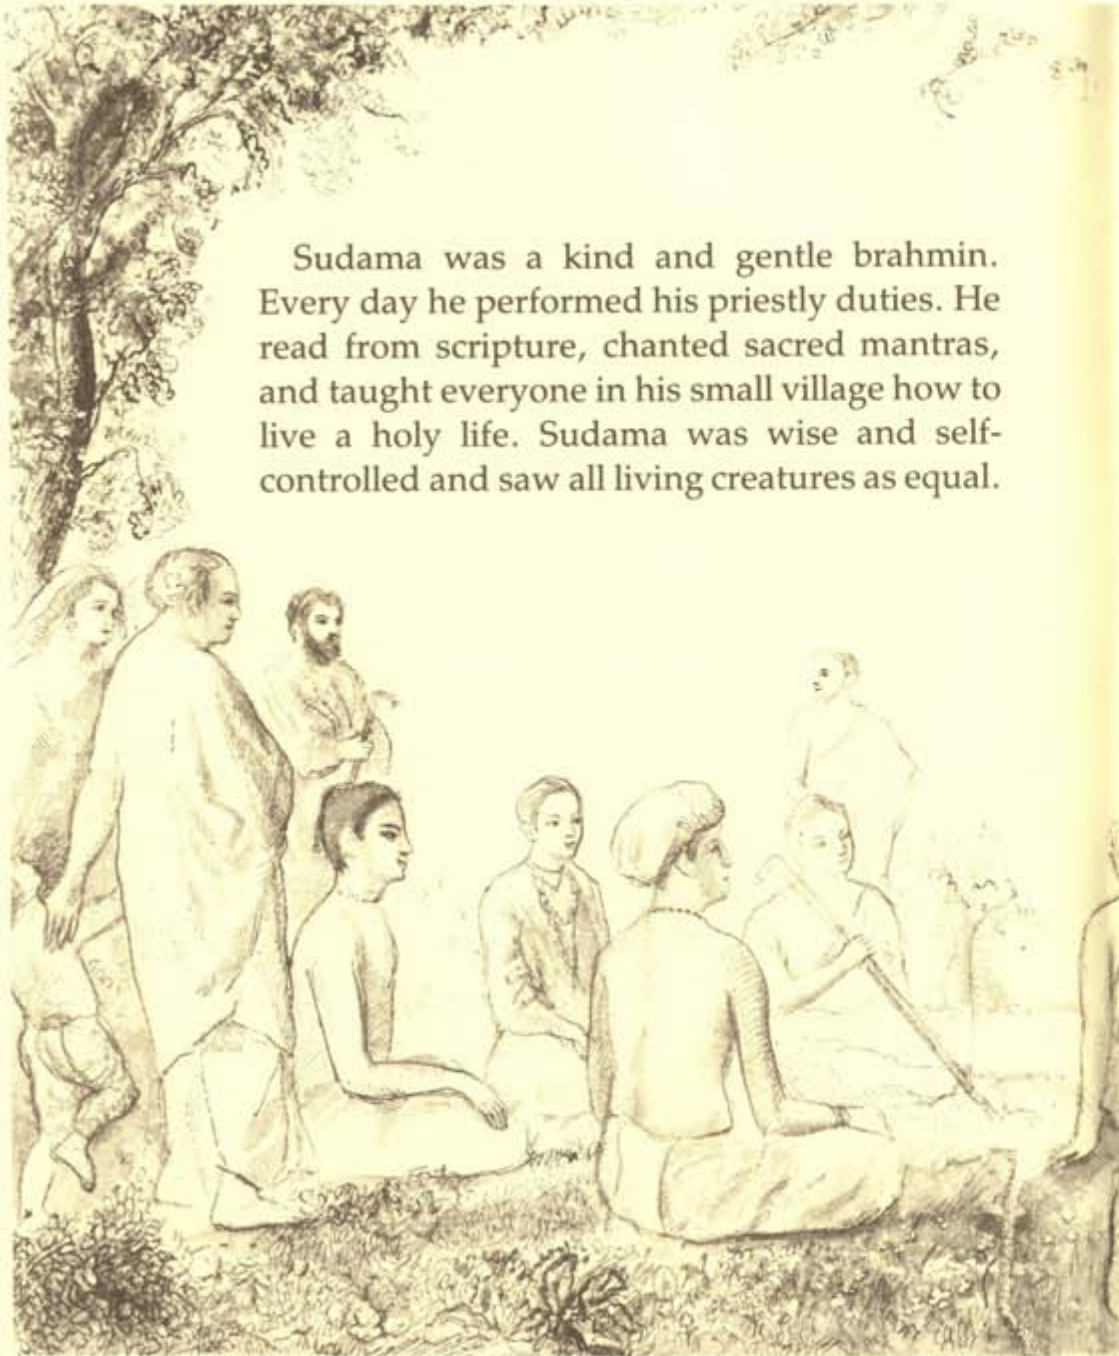 Sudama was a kind and gentle brahmin.
Every day he performed his priestly duties. He
read from scripture, chanted sacred mantras,
and taught everyone in his small village how to
live a holy life. Sudama was wise and self-
controlled and saw all living creatures as equal.